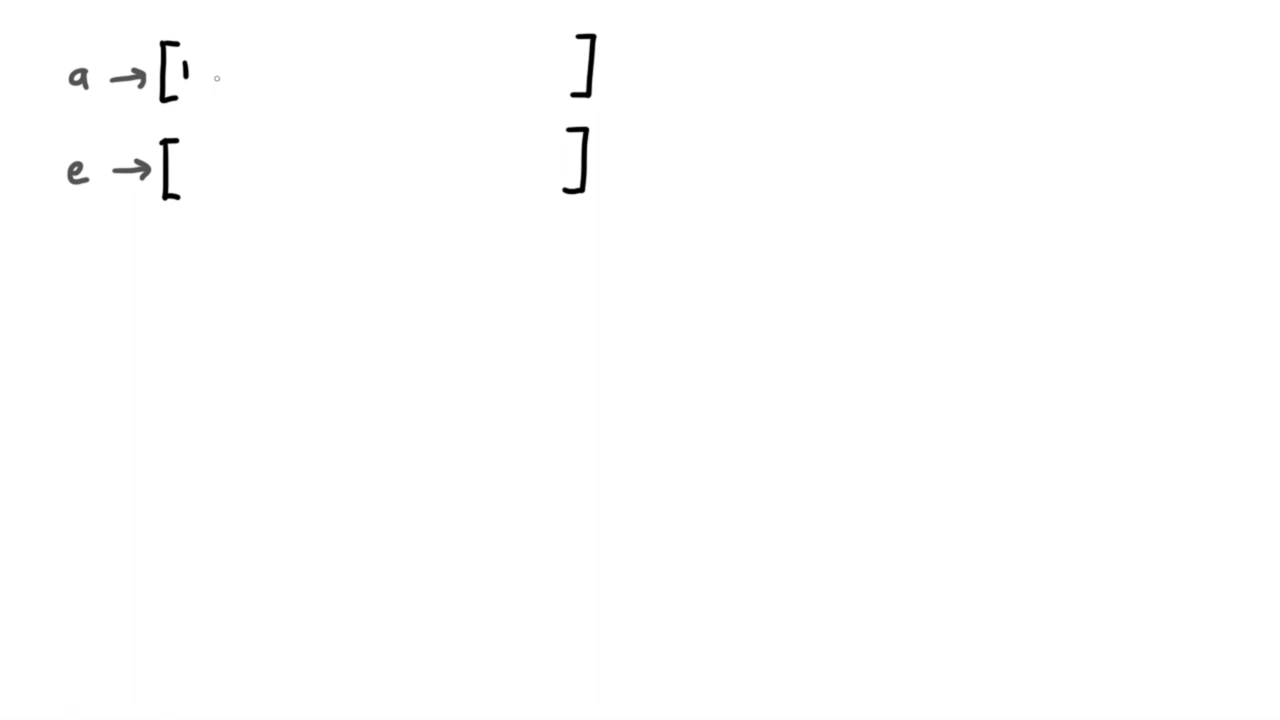 a → [1 ]
e → [ ]